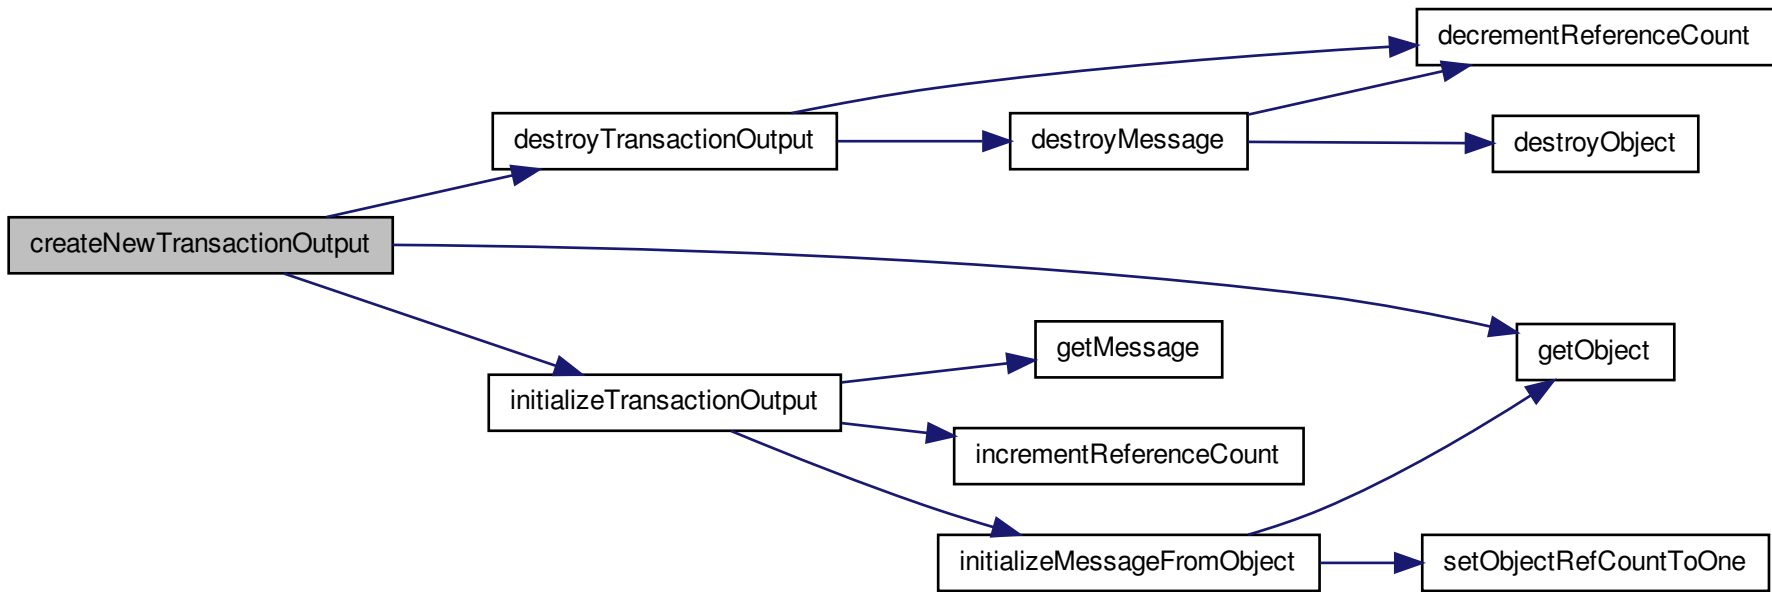 decrementReferenceCount
destroyTransactionOutput
destroyMessage
destroyObject
createNewTransactionOutput
getMessage
getObject
initializeTransactionOutput
incrementReferenceCount
initializeMessageFromObject
setObjectRefCountToOne